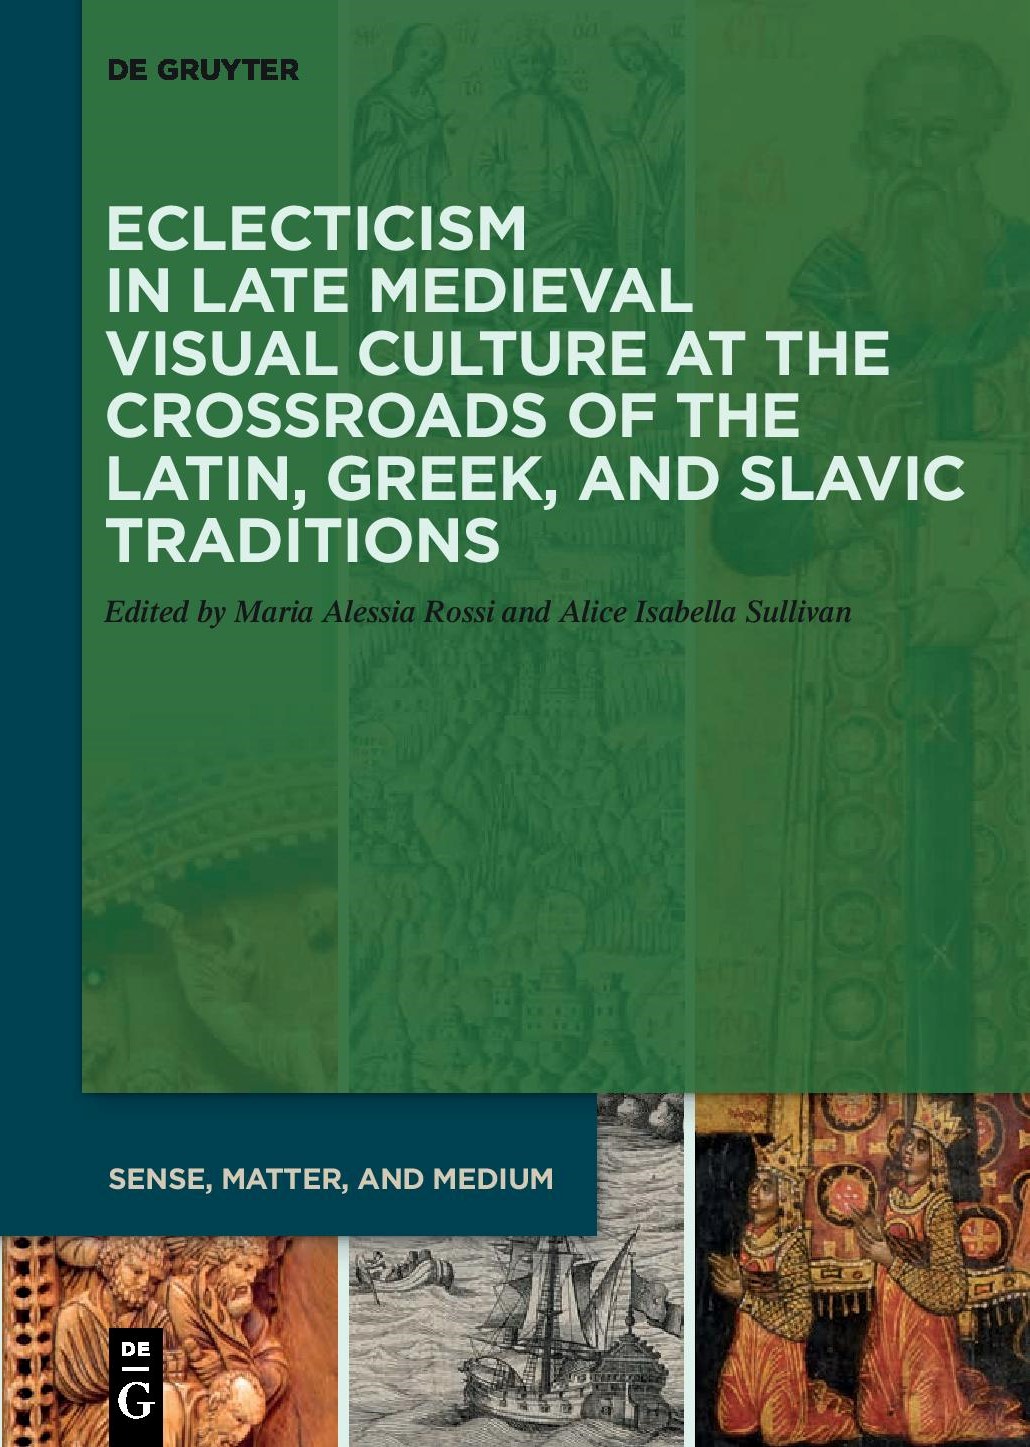 DE GRUYTER
ECLECTICISM
IN LATE MEDIEVAL
VISUAL CULTURE AT THE
CROSSROADS OF THE
LATIN, GREEK, AND SLAVIC
TRADITIONS
Edited by Maria Alessia Rossi and Alice Isabella Sullivan
SENSE, MATTER, AND MEDIUM
DE
G